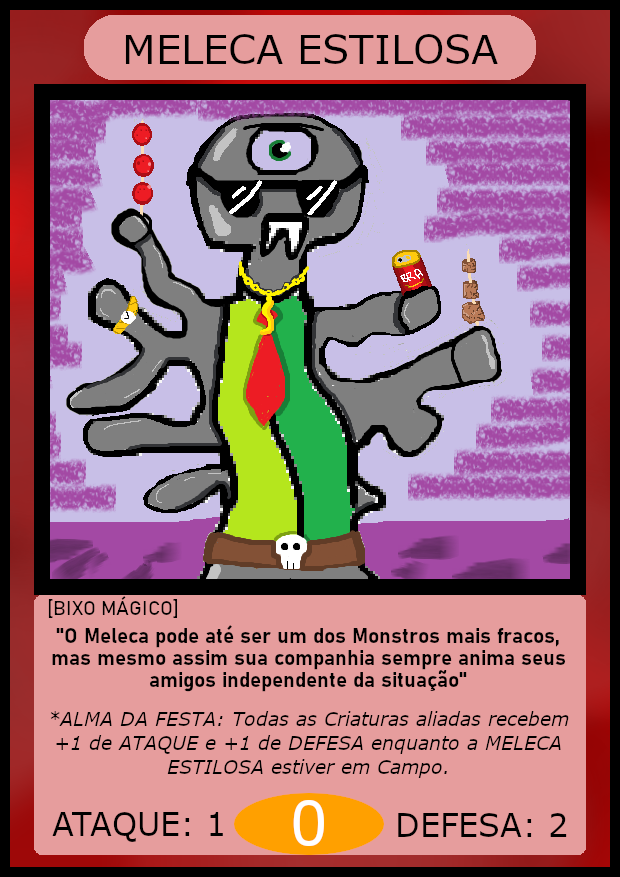 MELECA ESTILOSA
BRA
[BIXO MÁGICO]
"O Meleca pode até ser um dos Monstros mais fracos,
mas mesmo assim sua companhia sempre anima seus
amigos independente da situação"
*ALMA DA FESTA: Todas as Criaturas aliadas recebem
+1 de ATAQUE e +1 de DEFESA enquanto a MELECA
ESTILOSA estiver em Campo.
ATAQUE: 1 0 DEFESA: 2